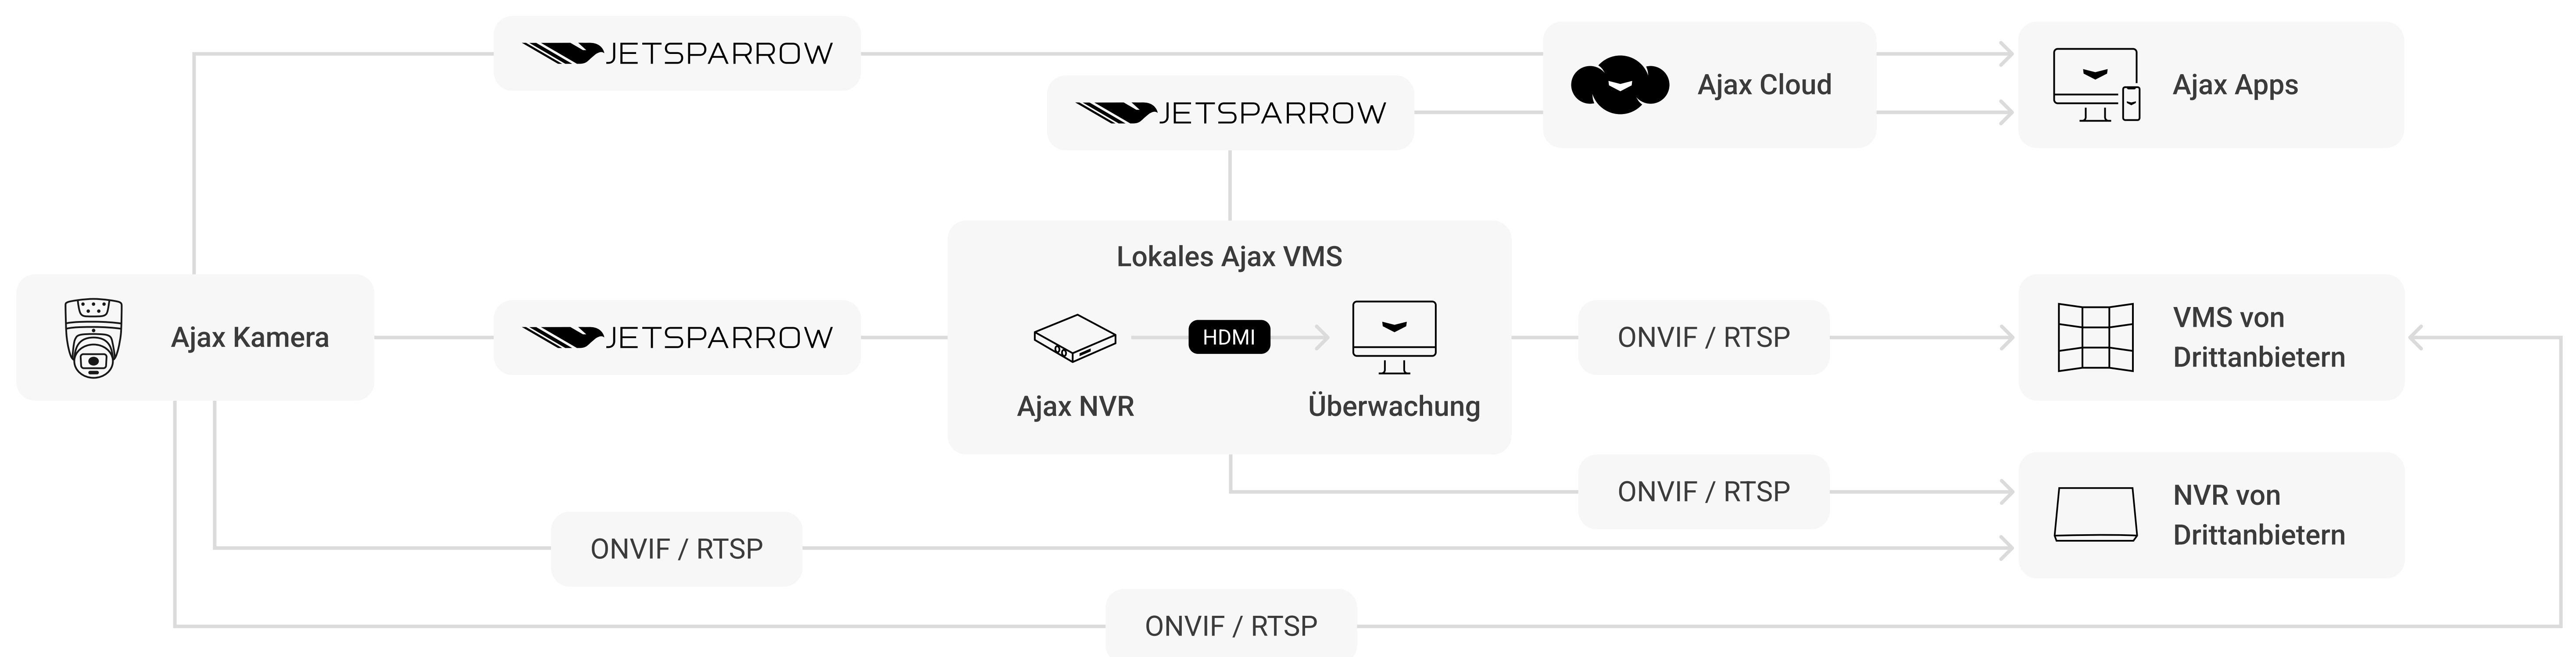 JETSPARROW
Ajax Cloud
Ajax Apps
JETSPARROW
Lokales Ajax VMS
Ajax Kamera
JETSPARROW
HDMI
Ajax NVR
Überwachung
ONVIF / RTSP
VMS von
Drittanbietern
ONVIF / RTSP
NVR von
Drittanbietern
ONVIF / RTSP
ONVIF / RTSP